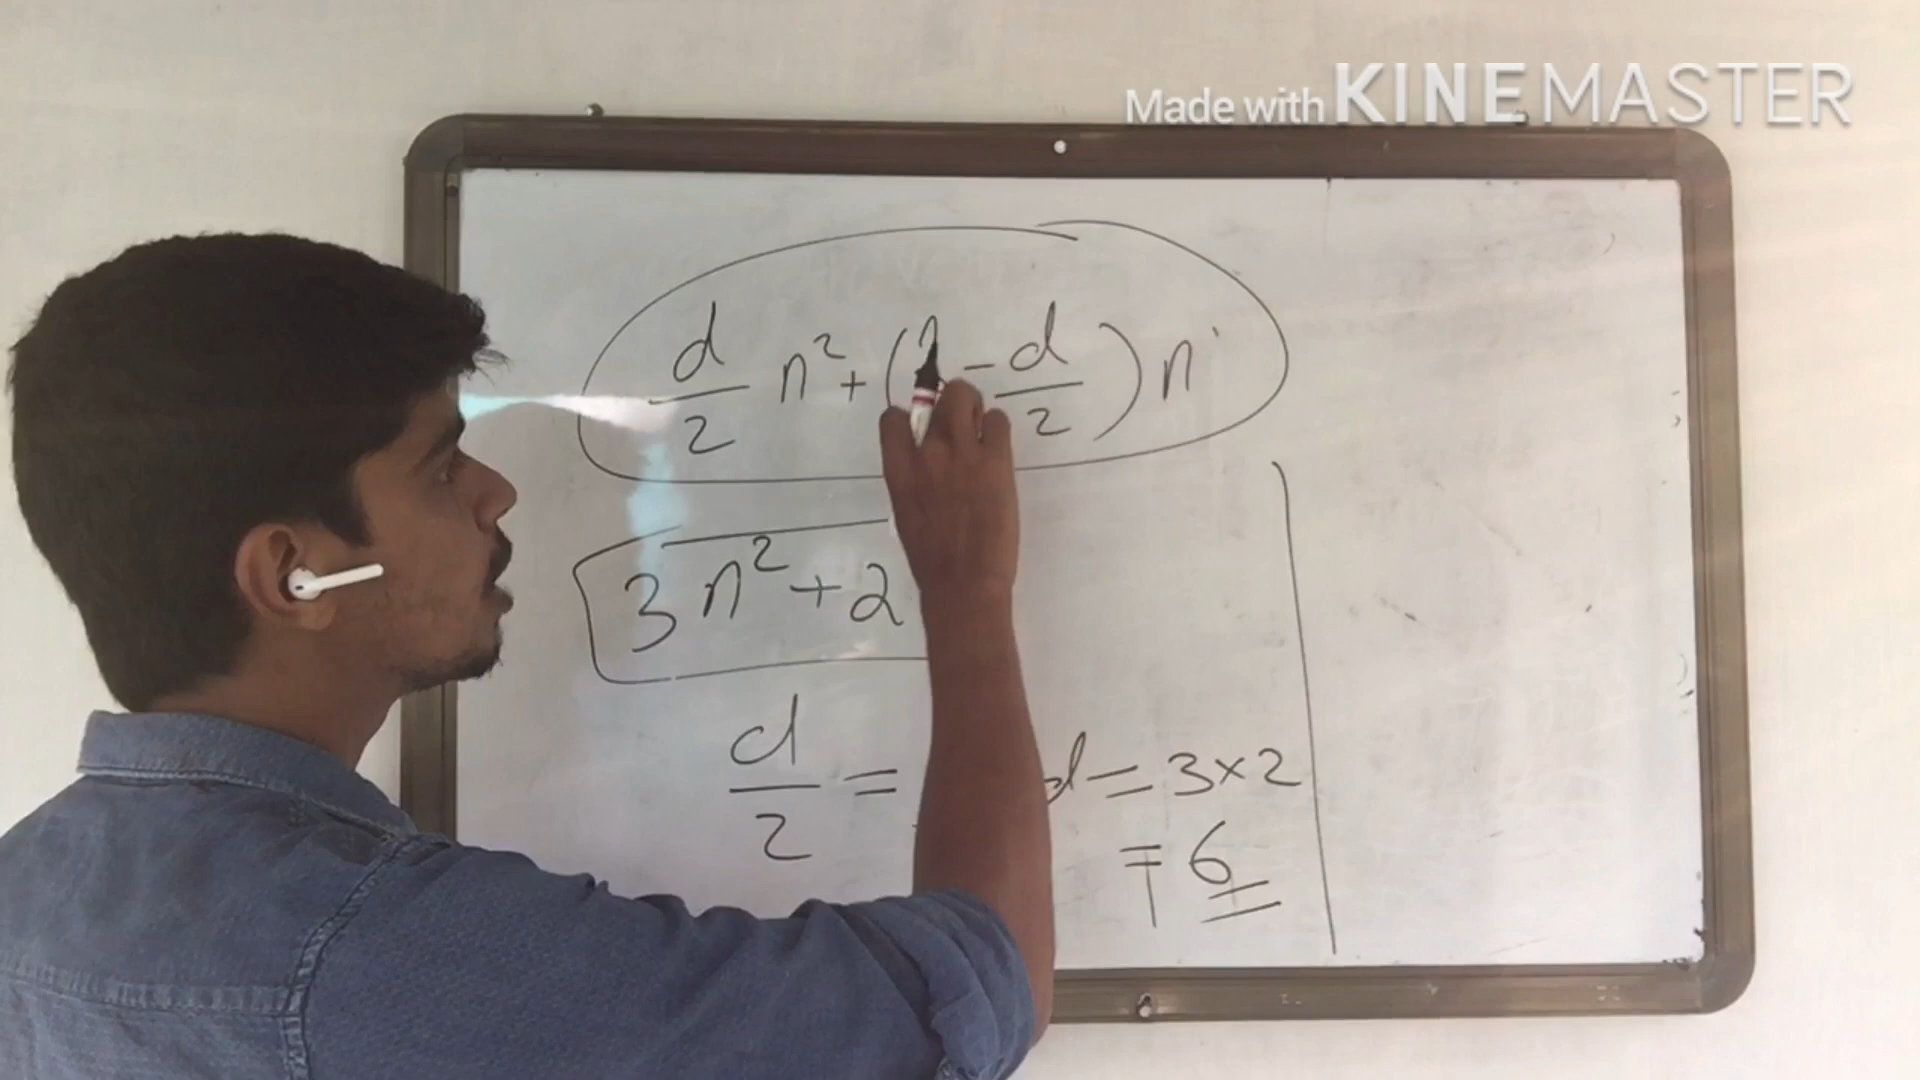 Made with KINEMASTER
d/2 n² + ( - d/2) n
3n² + 2
d/2 =
d = 3×2
= 6